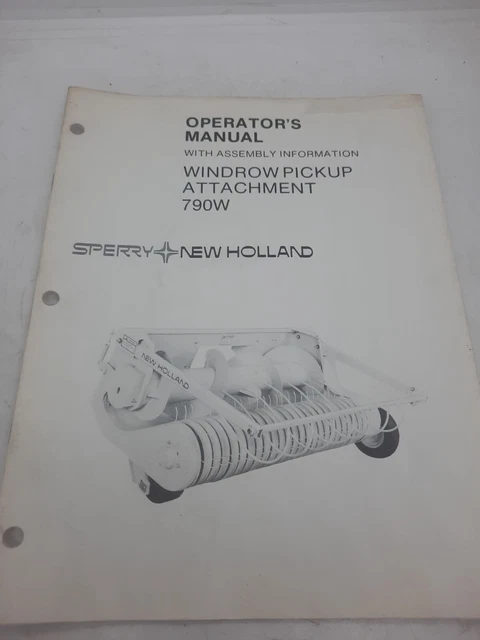 OPERATOR'S
MANUAL
WITH ASSEMBLY INFORMATION
WINDROW PICKUP
ATTACHMENT
790W
SPERRY NEW HOLLAND
NEW HOLLAND